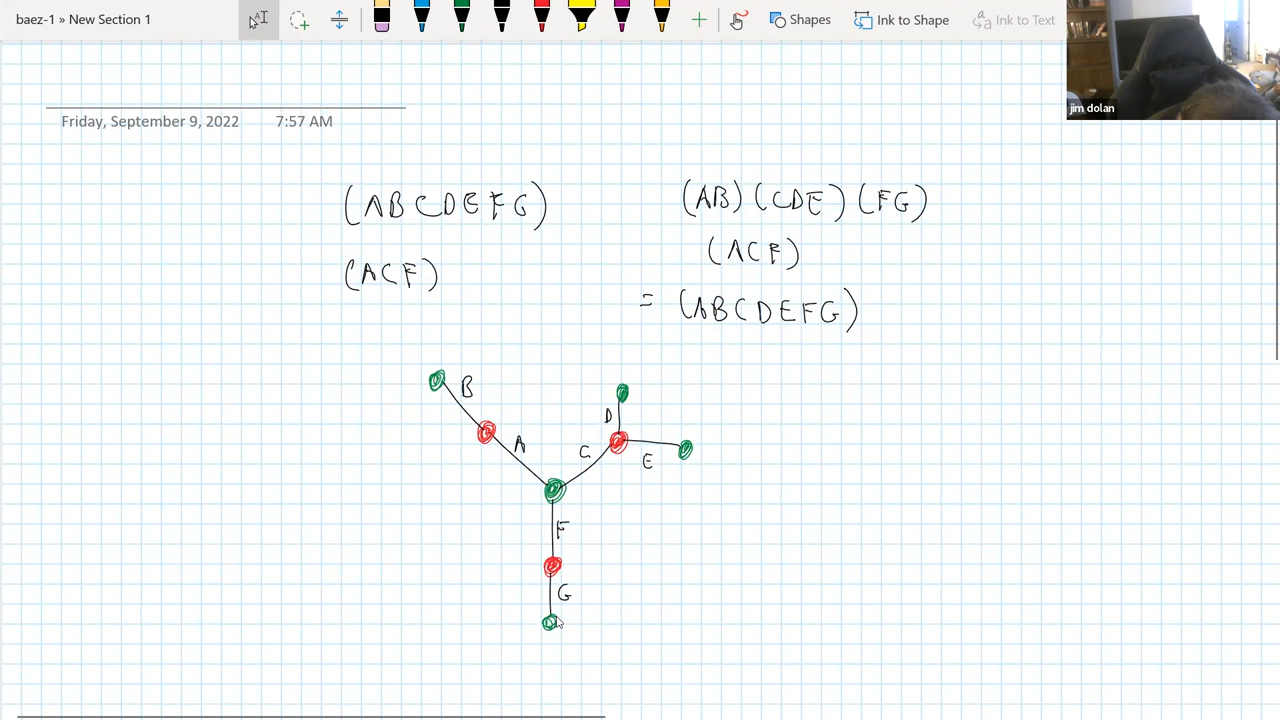 baez-1 » New Section 1
Shapes
Ink to Shape
Ink to Text
jim dolan
Friday, September 9, 2022 7:57 AM
(ABCDEFG)
(AB)(CDE)(FG)
(ACF)
(ACF)
= (ABCDEFG)
B
D
A
C
E
F
G